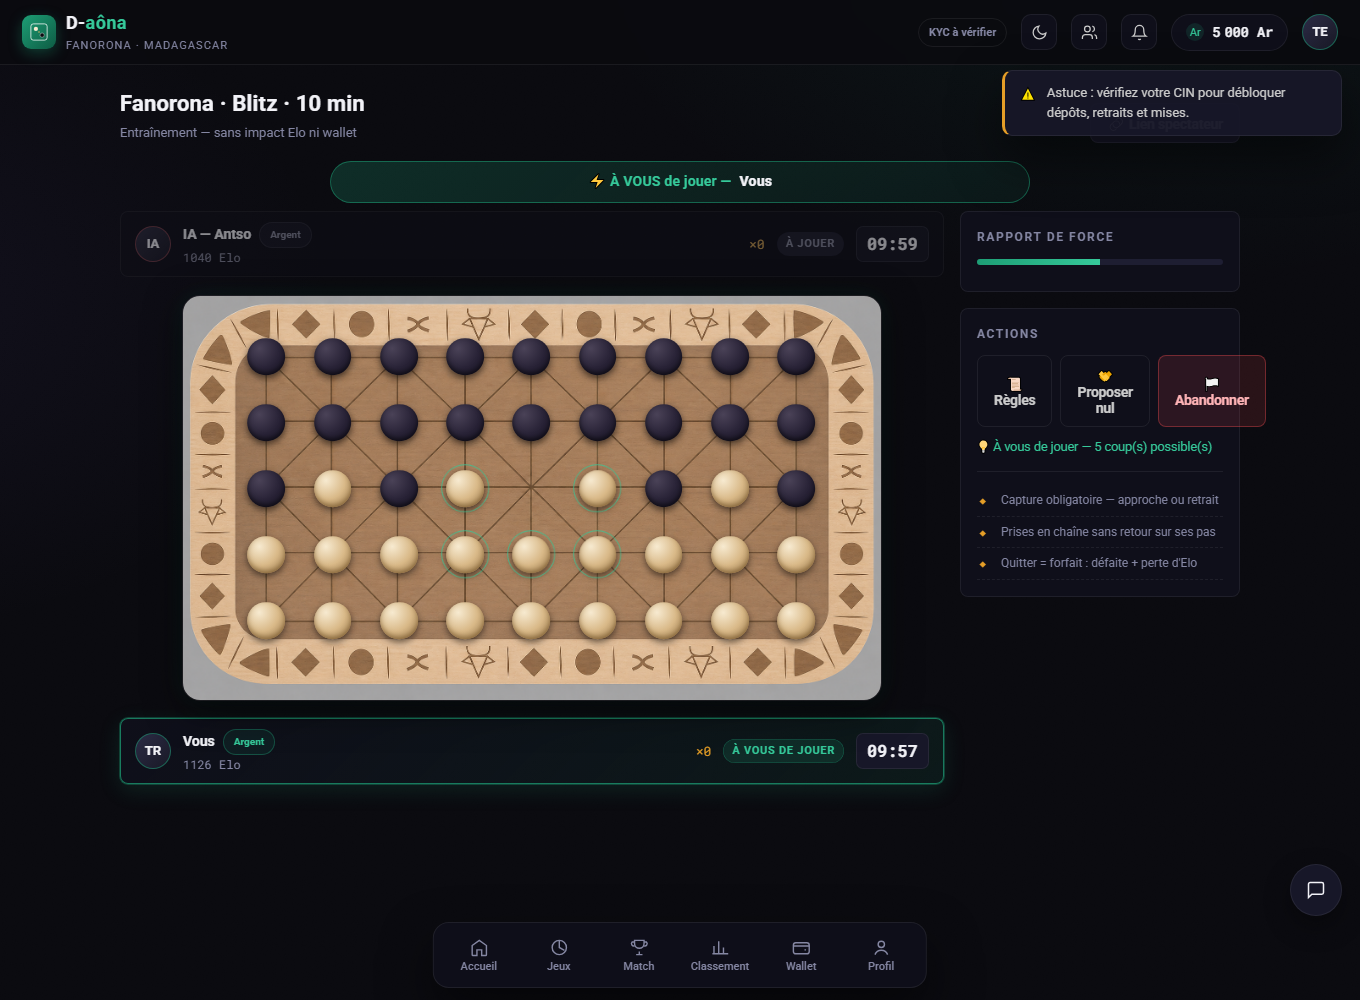 D-aôna
FANORONA · MADAGASCAR
KYC à vérifier
Ar 5 000 Ar
TE
Fanorona · Blitz · 10 min
Entraînement — sans impact Elo ni wallet
Astuce : vérifiez votre CIN pour débloquer
dépôts, retraits et mises.
Lien spectateur
À VOUS de jouer — Vous
IA
IA — Antso Argent
1040 Elo
×0 À JOUER 09:59
RAPPORT DE FORCE
ACTIONS
Règles
Proposer
nul
Abandonner
À vous de jouer — 5 coup(s) possible(s)
Capture obligatoire — approche ou retrait
Prises en chaîne sans retour sur ses pas
Quitter = forfait : défaite + perte d'Elo
TR
Vous Argent
1126 Elo
×0 À VOUS DE JOUER 09:57
Accueil
Jeux
Match
Classement
Wallet
Profil